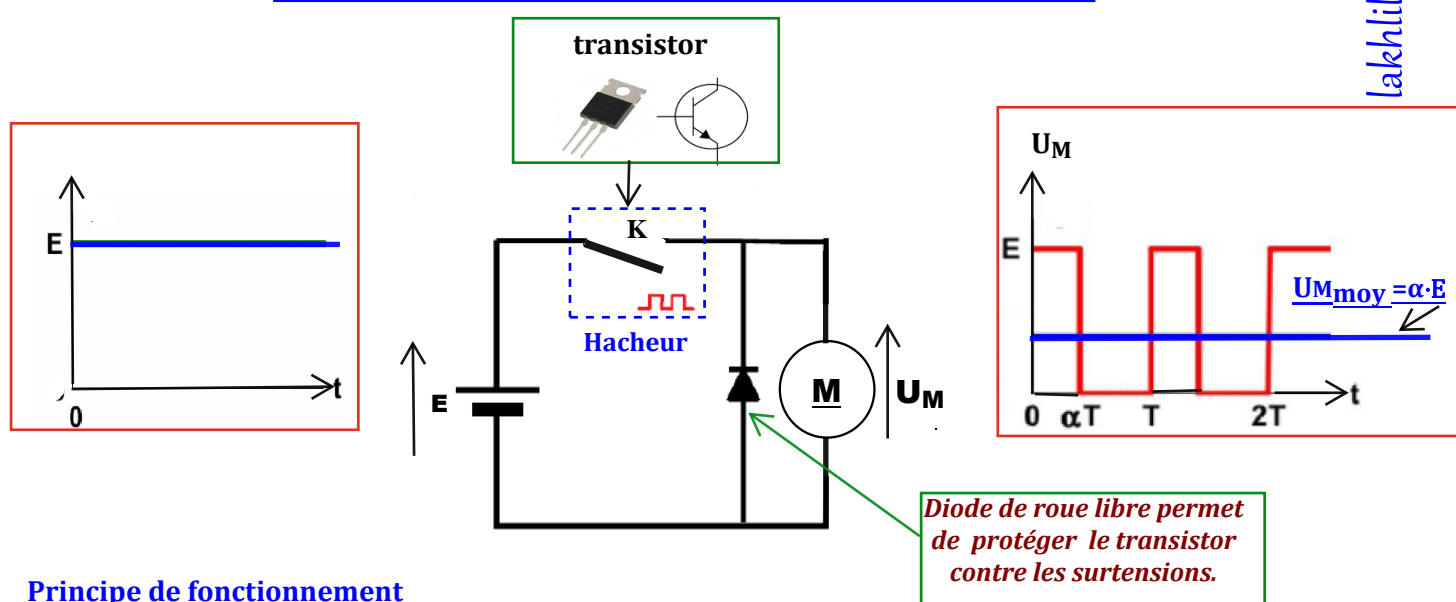 lakhlil
transistor
E
t
0
K
Hacheur
E
M
UM
UM
E
UMmoy =α·E
0 αT T 2T
t
Diode de roue libre permet
de protéger le transistor
contre les surtensions.
Principe de fonctionnement